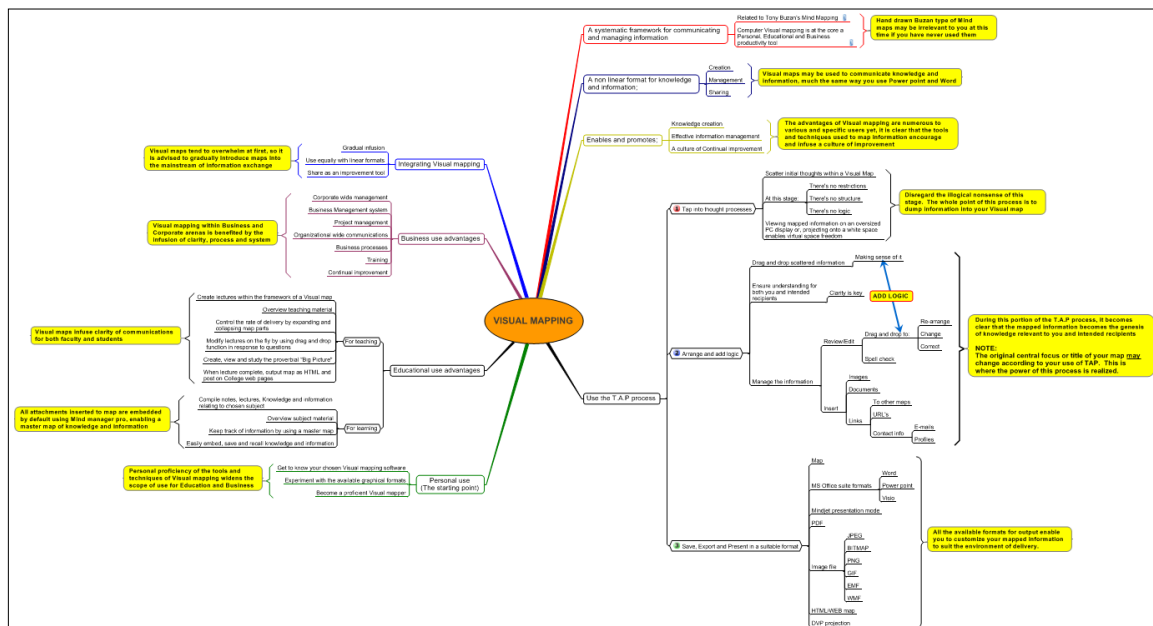 VISUAL MAPPING
A systematic framework for communicating
and managing information
Related to Tony Buzan's Mind Mapping
Computer Visual mapping is at the core a
Personal, Educational and Business
productivity tool
Hand drawn Buzan type of Mind
maps may be irrelevant to you at this
time if you have never used them
A non linear format for knowledge
and information;
Creation
Management
Sharing
Visual maps may be used to communicate knowledge and
information, much the same way you use Power point and Word
Enables and promotes;
Knowledge creation
Effective information management
A culture of Continual improvement
The advantages of Visual mapping are numerous to
various and specific users yet, it is clear that the tools
and techniques used to map information encourage
and infuse a culture of improvement
Use the T.A.P process
1 Tap into thought processes
Scatter initial thoughts within a Visual Map
At this stage
There's no restrictions
There's no structure
There's no logic
Viewing mapped information on an oversized
PC display or, projecting onto a white space
enables virtual space freedom
Disregard the illogical nonsense of this
stage. The whole point of this process is to
dump information into your Visual map
2 Arrange and add logic
Drag and drop scattered information
Making sense of it
Ensure understanding for
both you and intended
recipients
Clarity is key
ADD LOGIC
Manage the information
Review/Edit
Drag and drop to
Re-arrange
Change
Correct
Spell check
Insert
Images
Documents
Links
To other maps
URL's
Contact info
E-mails
Profiles
During this portion of the T.A.P process, it becomes
clear that the mapped information becomes the genesis
of knowledge relevant to you and intended recipients
NOTE:
The original central focus or title of your map may
change according to your use of TAP. This is
where the power of this process is realized.
3 Save, Export and Present in a suitable format
Map
MS Office suite formats
Word
Power point
Visio
Mindjet presentation mode
PDF
Image file
JPEG
BITMAP
PNG
GIF
EMF
WMF
HTML/WEB map
DVP projection
All the available formats for output enable
you to customize your mapped information
to suit the environment of delivery.
Integrating Visual mapping
Gradual infusion
Use equally with linear formats
Share as an improvement tool
Visual maps tend to overwhelm at first, so it
is advised to gradually introduce maps into
the mainstream of information exchange
Business use advantages
Corporate wide management
Business Management system
Project management
Organizational wide communications
Business processes
Training
Continual improvement
Visual mapping within Business and
Corporate arenas is benefited by the
infusion of clarity, process and system
Educational use advantages
For teaching
Create lectures within the framework of a Visual map
Overview teaching material
Control the rate of delivery by expanding and
collapsing map parts
Modify lectures on the fly by using drag and drop
function in response to questions
Create, view and study the proverbial "Big Picture"
When lecture complete, output map as HTML and
post on College web pages
Visual maps infuse clarity of communications
for both faculty and students
For learning
Compile notes, lectures, Knowledge and information
relating to chosen subject
Overview subject material
Keep track of information by using a master map
Easily embed, save and recall knowledge and information
All attachments inserted to map are embedded
by default using Mind manager pro, enabling a
master map of knowledge and information
Personal use
(The starting point)
Get to know your chosen Visual mapping software
Experiment with the available graphical formats
Become a proficient Visual mapper
Personal proficiency of the tools and
techniques of Visual mapping widens the
scope of use for Education and Business